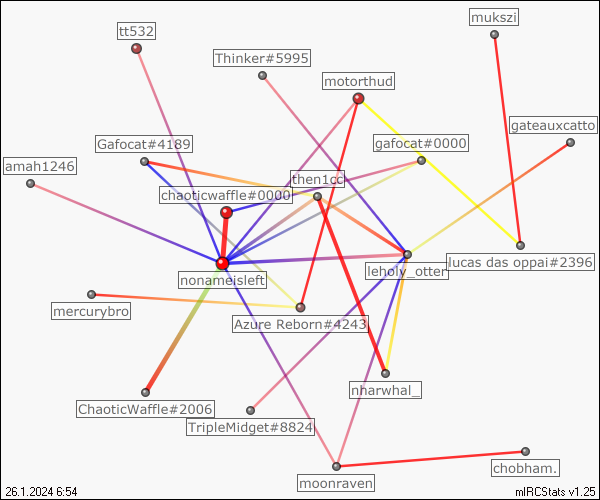 mukszi
tt532
Thinker#5995
motorthud
gateauxcatto
Gafocat#4189
gafocat#0000
amah1246
then1cc
chaoticwaffle#0000
nonameisleft
leholy_otter
lucas das oppai#2396
mercurybro
Azure Reborn#4243
nharwhal_
ChaoticWaffle#2006
TripleMidget#8824
chobham.
moonraven
26.1.2024 6:54
mIRCStats v1.25